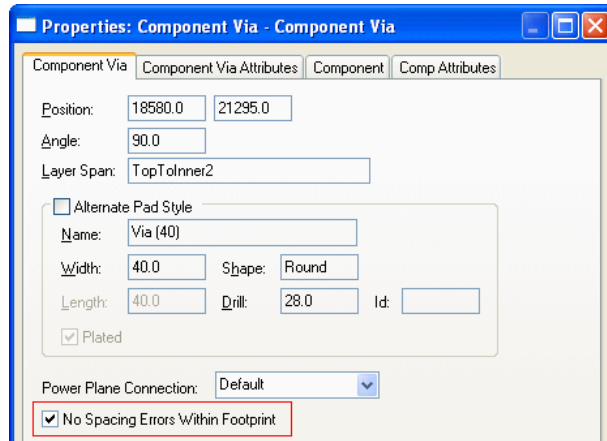 Properties: Component Via - Component Via
Component Via Component Via Attributes Component Comp Attributes
Position: 18580.0 21295.0
Angle: 90.0
Layer Span: TopToInner2
Alternate Pad Style
Name: Via (40)
Width: 40.0 Shape: Round
Length: 40.0 Drill: 28.0 Id:
Plated
Power Plane Connection: Default
No Spacing Errors Within Footprint